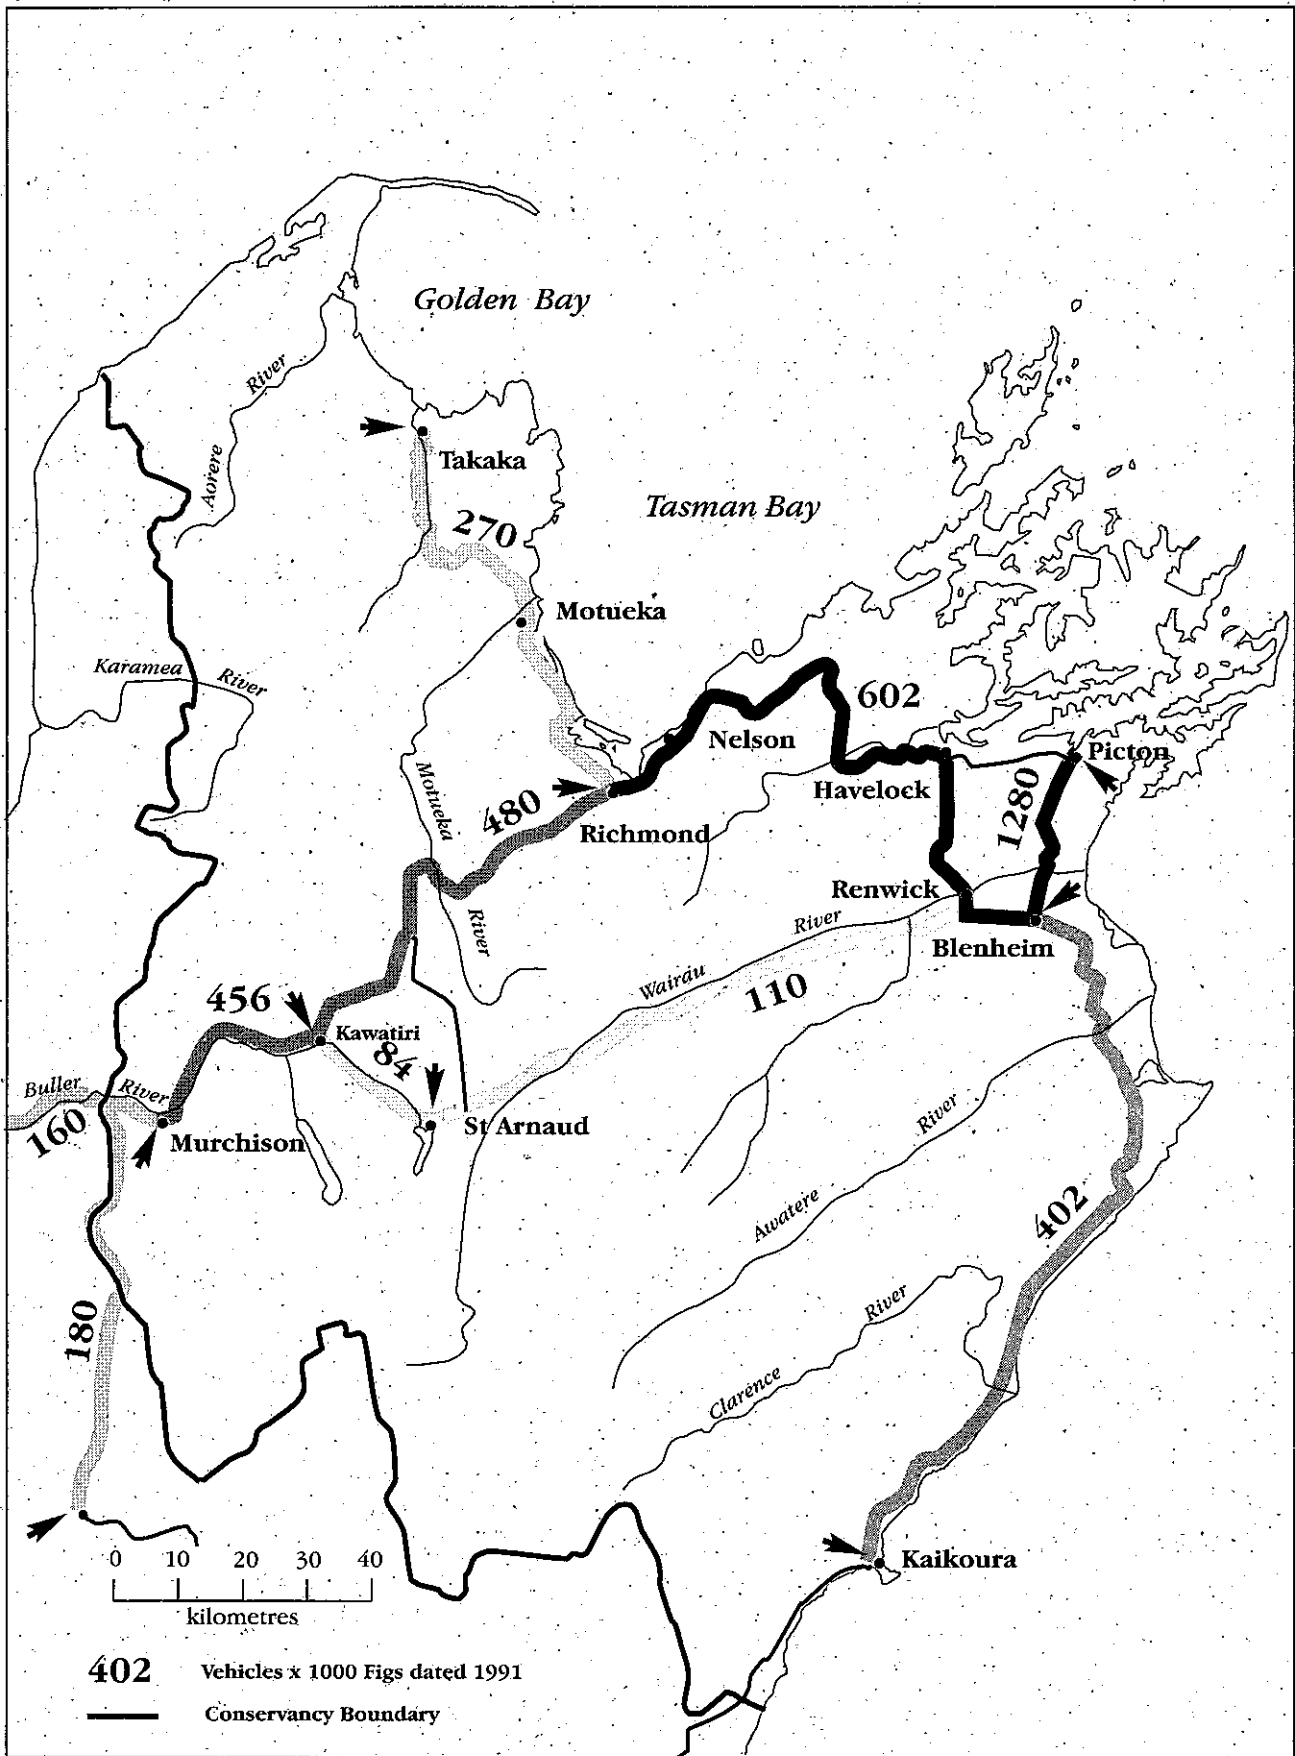 Golden Bay
River
Aorere
Takaka
270
Tasman Bay
Motueka
Karamea
River
602
Nelson
Picton
Motueka
480
Havelock
1280
Richmond
Renwick
River
River
Blenheim
Wairau
110
456
Kawatiri
84
Buller
River
160
Murchison
St Arnaud
River
Awatere
402
River
180
Clarence
0 10 20 30 40
kilometres
Kaikoura
402 Vehicles x 1000 Figs dated 1991
Conservancy Boundary